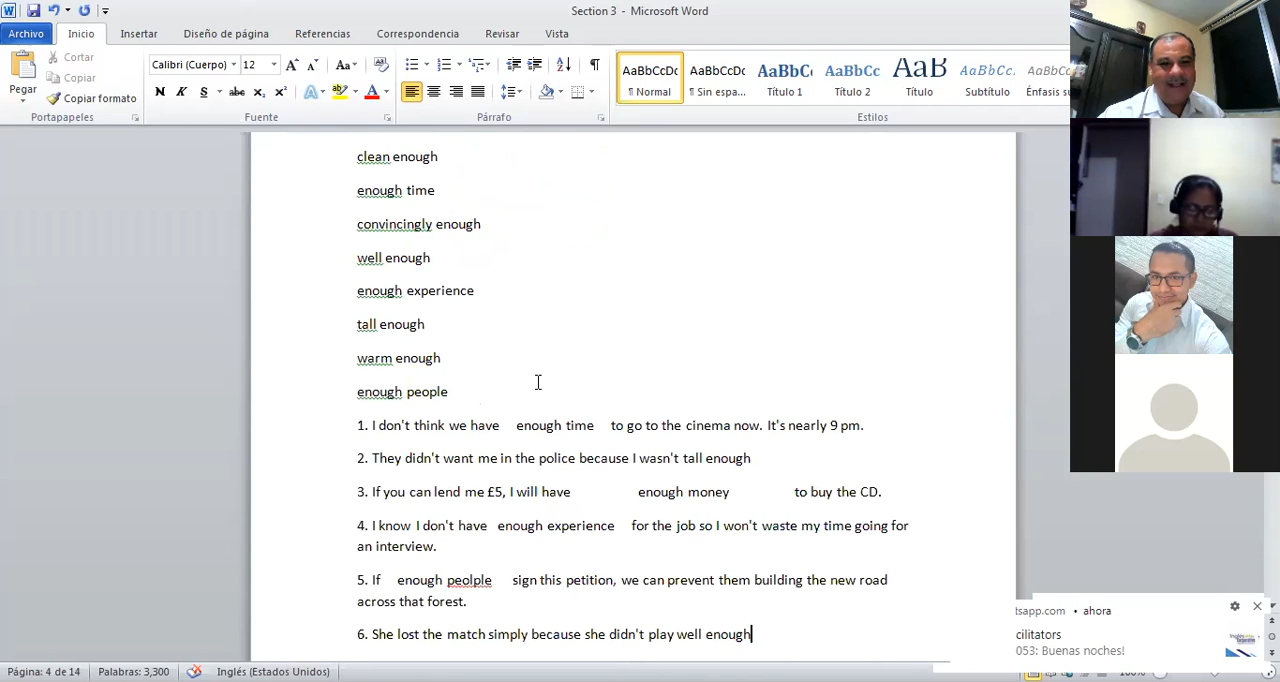 Section 3 - Microsoft Word
Archivo Inicio Insertar Diseño de página Referencias Correspondencia Revisar Vista
Pegar
Cortar
Copiar
Copiar formato
Calibri (Cuerpo) 12
AaBbCcDc AaBbCcDc AaBbC AaBbCc AaB AaBbCc. AaBbCc
¶ Normal ¶ Sin espa... Título 1 Título 2 Título Subtítulo Énfasis su
Portapapeles Fuente Párrafo Estilos
clean enough
enough time
convincingly enough
well enough
enough experience
tall enough
warm enough
enough people
1. I don't think we have enough time to go to the cinema now. It's nearly 9 pm.
2. They didn't want me in the police because I wasn't tall enough
3. If you can lend me £5, I will have enough money to buy the CD.
4. I know I don't have enough experience for the job so I won't waste my time going for
an interview.
5. If enough peolple sign this petition, we can prevent them building the new road
across that forest.
6. She lost the match simply because she didn't play well enough
tsapp.com • ahora
cilitators
053: Buenas noches!
Página: 4 de 14 Palabras: 3,300 Inglés (Estados Unidos)